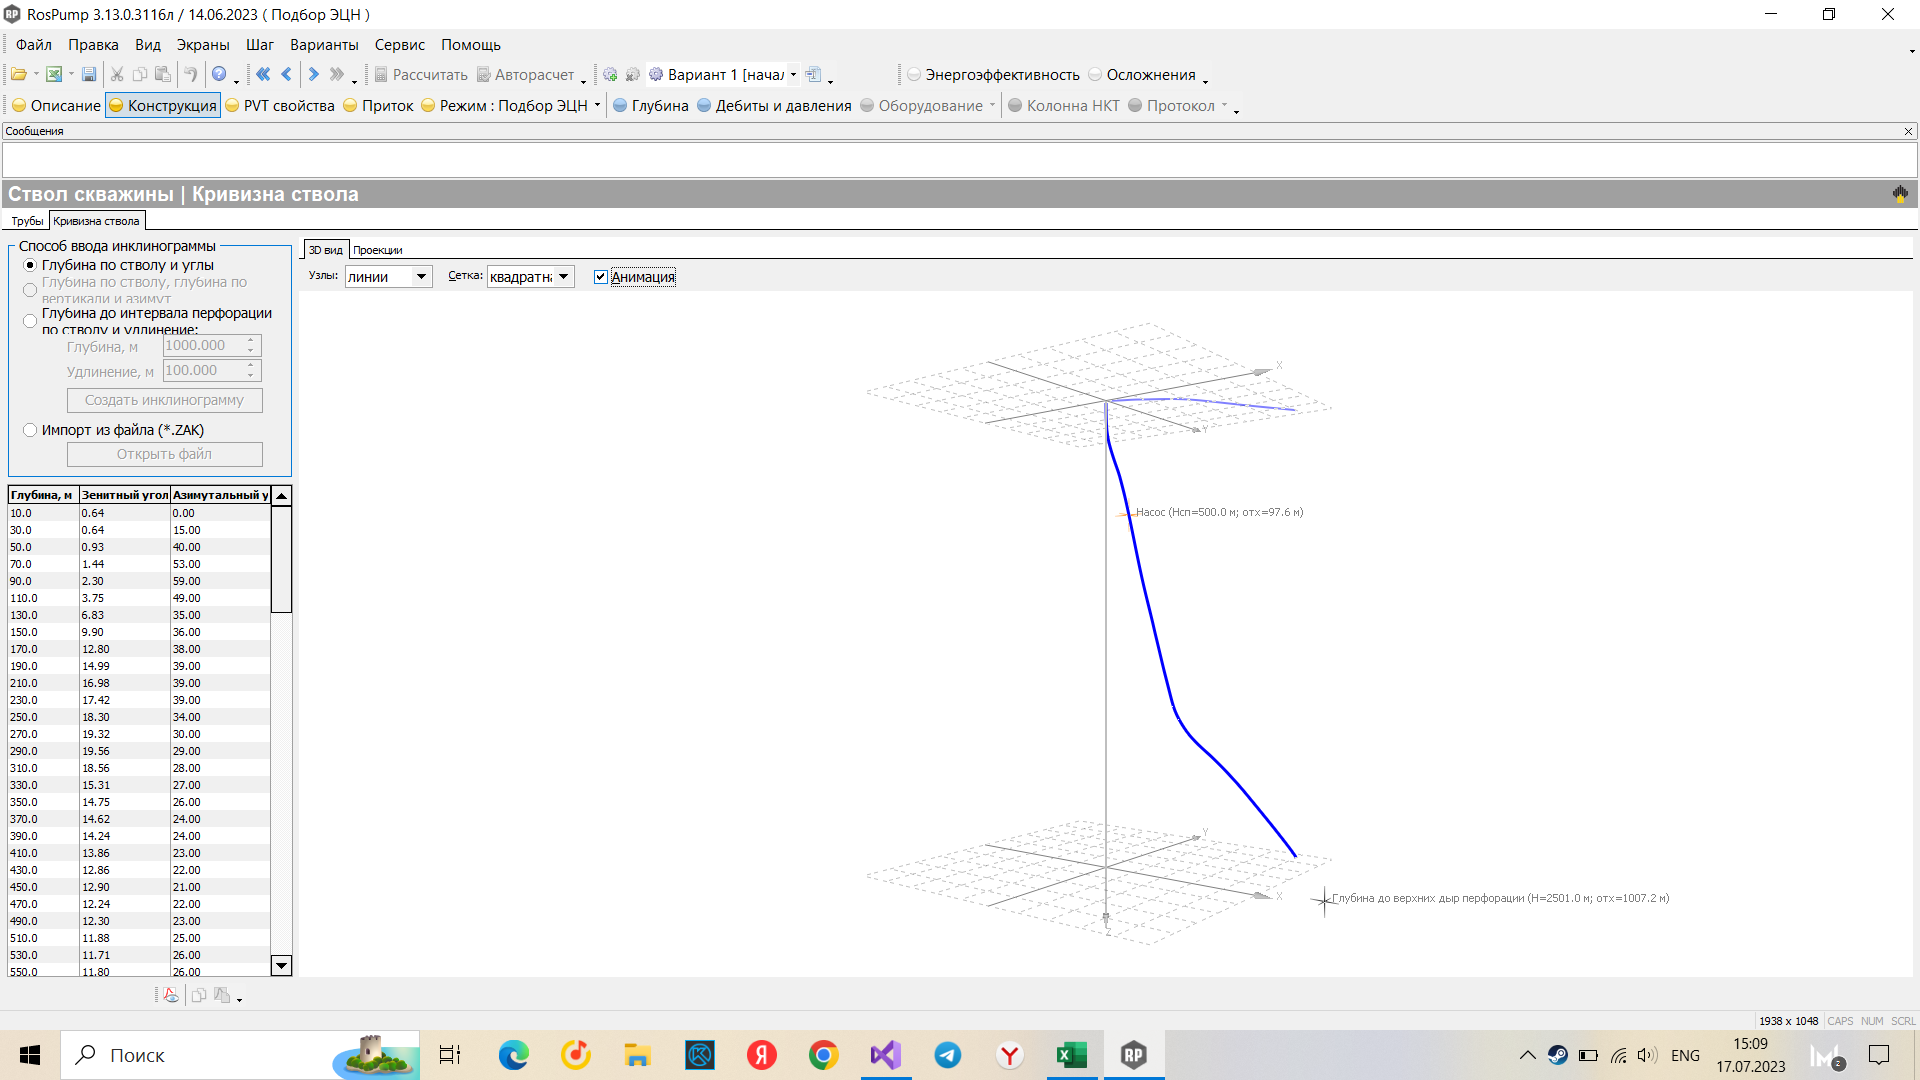 RosPump 3.13.0.3116л / 14.06.2023 ( Подбор ЭЦН )
Файл Правка Вид Экраны Шаг Варианты Сервис Помощь
Рассчитать Авторасчет Вариант 1 [начал Энергоэффективность Осложнения
Описание Конструкция PVT свойства Приток Режим : Подбор ЭЦН Глубина Дебиты и давления Оборудование Колонна НКТ Протокол
Сообщения
Ствол скважины | Кривизна ствола
Трубы Кривизна ствола
Способ ввода инклинограммы
Глубина по стволу и углы
Глубина по стволу, глубина по
вертикали и азимут
Глубина до интервала перфорации
по стволу и удлинение:
Глубина, м 1000.000
Удлинение, м 100.000
Создать инклинограмму
Импорт из файла (*.ZAK)
Открыть файл
Глубина, м Зенитный угол Азимутальный у
10.0 0.64 0.00
30.0 0.64 15.00
50.0 0.93 40.00
70.0 1.44 53.00
90.0 2.30 59.00
110.0 3.75 49.00
130.0 6.83 35.00
150.0 9.90 36.00
170.0 12.80 38.00
190.0 14.99 39.00
210.0 16.98 39.00
230.0 17.42 39.00
250.0 18.30 34.00
270.0 19.32 30.00
290.0 19.56 29.00
310.0 18.56 28.00
330.0 15.31 27.00
350.0 14.75 26.00
370.0 14.62 24.00
390.0 14.24 24.00
410.0 13.86 23.00
430.0 12.86 22.00
450.0 12.90 21.00
470.0 12.24 22.00
490.0 12.30 23.00
510.0 11.88 25.00
530.0 11.71 26.00
550.0 11.80 26.00
3D вид Проекции
Узлы: линии Сетка: квадратна Анимация
X
Y
Насос (Нсп=500.0 м; отх=97.6 м)
Y
X
Глубина до верхних дыр перфорации (Н=2501.0 м; отх=1007.2 м)
Z
1938 x 1048 CAPS NUM SCRL
Поиск
ENG
15:09
17.07.2023
2